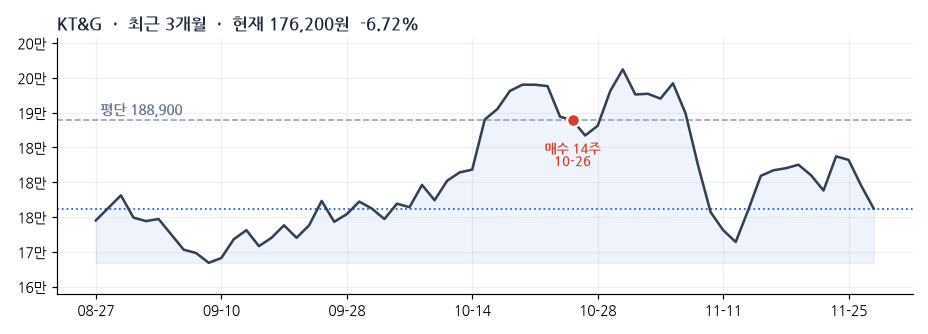 KT&G · 최근 3개월 · 현재 176,200원 -6.72%
20만
20만
19만
18만
18만
18만
17만
16만
평단 188,900
매수 14주
10-26
08-27
09-10
09-28
10-14
10-28
11-11
11-25